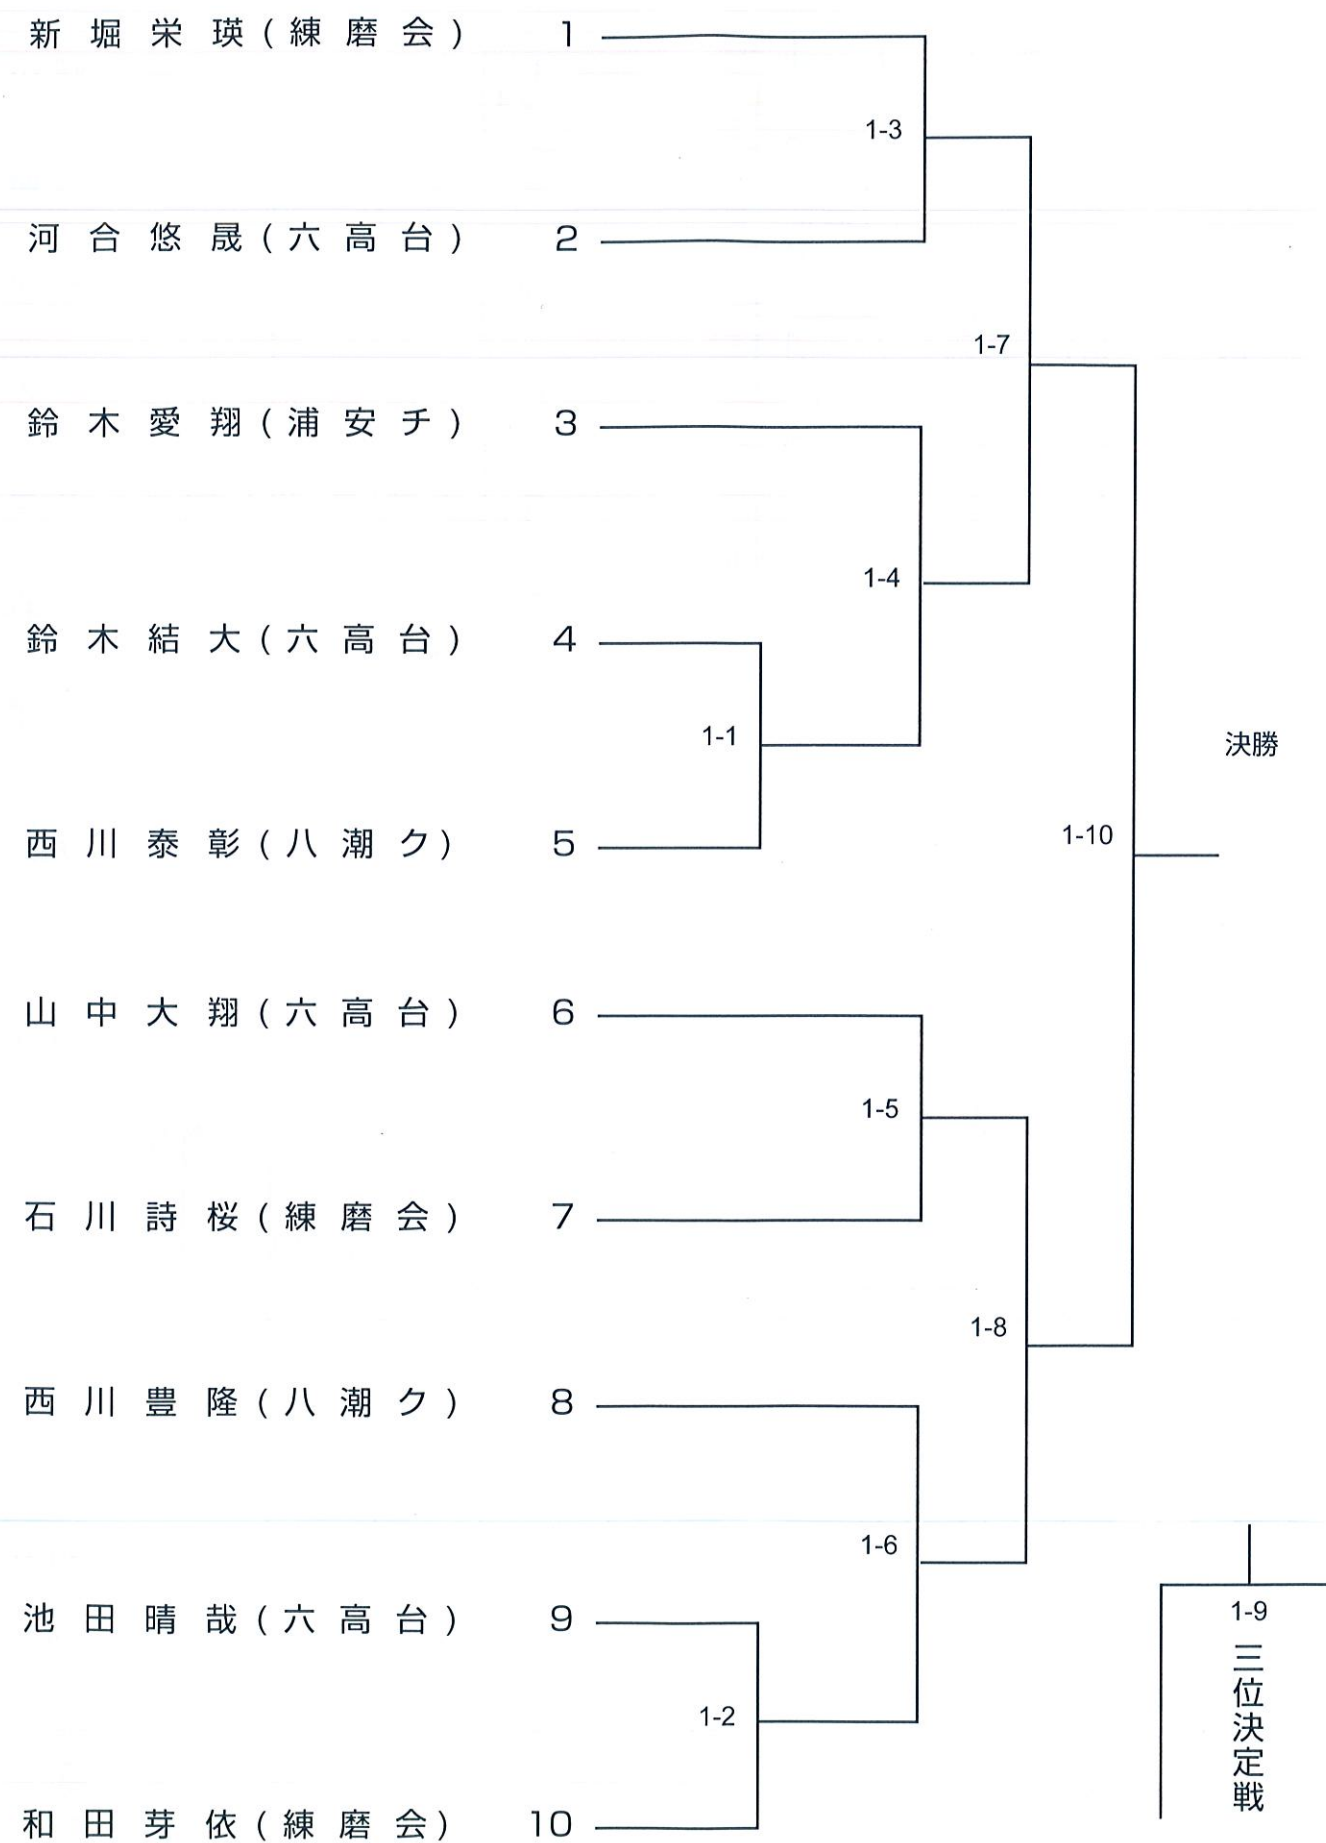 新堀栄瑛(練磨会) 1
1-3
河合悠晟(六高台) 2
1-7
鈴木愛翔(浦安チ) 3
1-4
鈴木結大(六高台) 4
1-1
決勝
西川泰彰(八潮ク) 5
1-10
山中大翔(六高台) 6
1-5
石川詩桜(練磨会) 7
1-8
西川豊隆(八潮ク) 8
1-6
池田晴哉(六高台) 9
1-9
三位決定戦
1-2
和田芽依(練磨会) 10